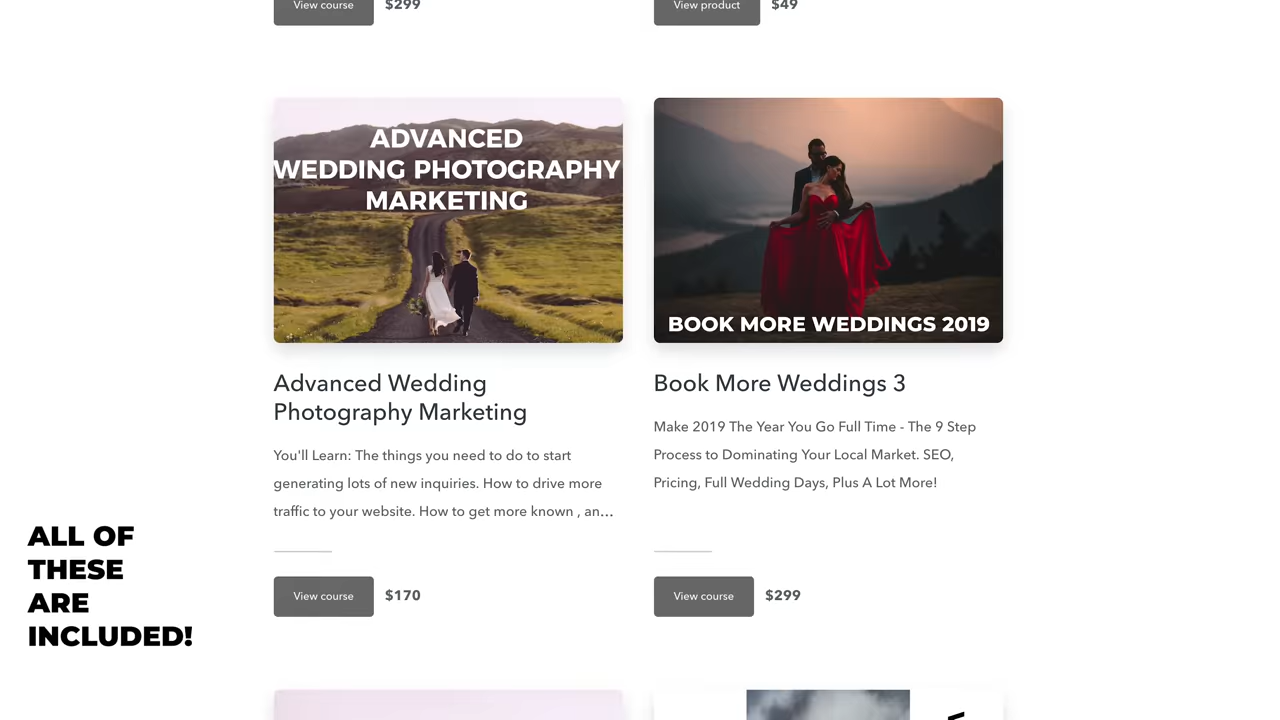 View course $299
View product $49
ADVANCED
WEDDING PHOTOGRAPHY
MARKETING
BOOK MORE WEDDINGS 2019
Advanced Wedding
Photography Marketing
You'll Learn: The things you need to do to start
generating lots of new inquiries. How to drive more
traffic to your website. How to get more known , an...
View course $170
Book More Weddings 3
Make 2019 The Year You Go Full Time - The 9 Step
Process to Dominating Your Local Market. SEO,
Pricing, Full Wedding Days, Plus A Lot More!
View course $299
ALL OF
THESE
ARE
INCLUDED!